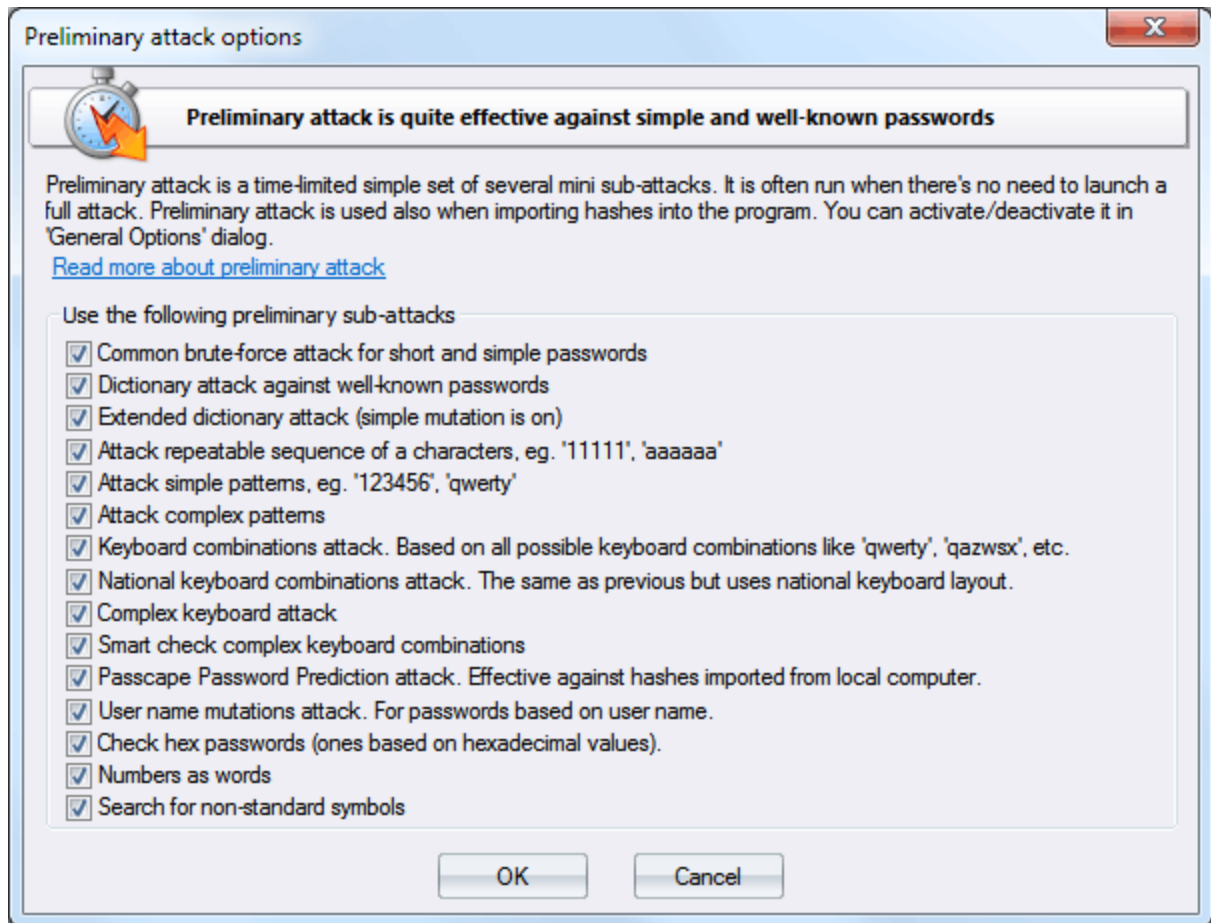 Preliminary attack options
Preliminary attack is quite effective against simple and well-known passwords
Preliminary attack is a time-limited simple set of several mini sub-attacks. It is often run when there's no need to launch a
full attack. Preliminary attack is used also when importing hashes into the program. You can activate/deactivate it in
'General Options' dialog.
Read more about preliminary attack
Use the following preliminary sub-attacks
Common brute-force attack for short and simple passwords
Dictionary attack against well-known passwords
Extended dictionary attack (simple mutation is on)
Attack repeatable sequence of a characters, eg. '11111', 'aaaaaa'
Attack simple patterns, eg. '123456', 'qwerty'
Attack complex patterns
Keyboard combinations attack. Based on all possible keyboard combinations like 'qwerty', 'qazwsx', etc.
National keyboard combinations attack. The same as previous but uses national keyboard layout.
Complex keyboard attack
Smart check complex keyboard combinations
Passcape Password Prediction attack. Effective against hashes imported from local computer.
User name mutations attack. For passwords based on user name.
Check hex passwords (ones based on hexadecimal values).
Numbers as words
Search for non-standard symbols
OK Cancel